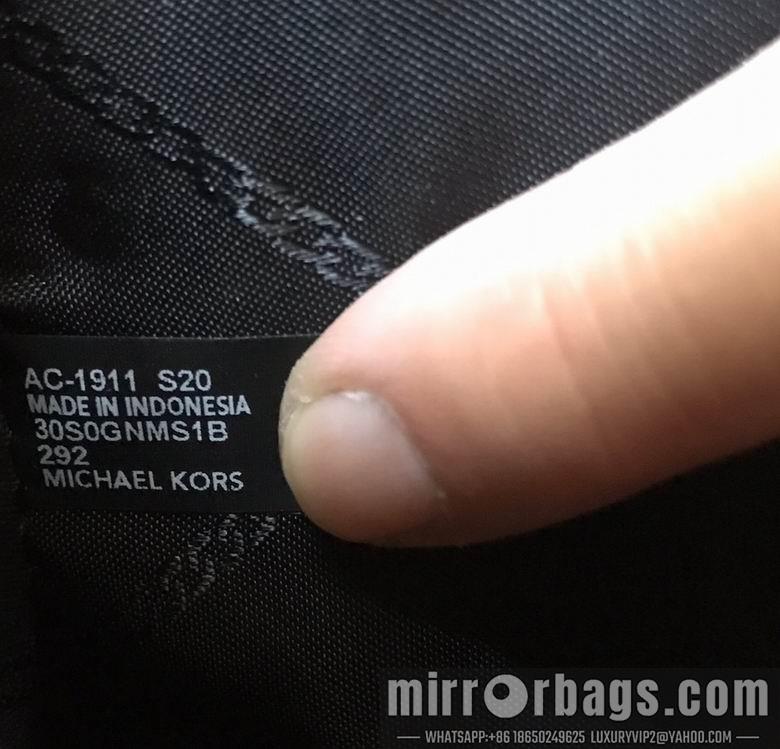 AC-1911 S20
MADE IN INDONESIA
30S0GNMS1B
292
MICHAEL KORS
mirrorbags.com
WHATSAPP:+86 18650249625 LUXURYVIP2@YAHOO.COM